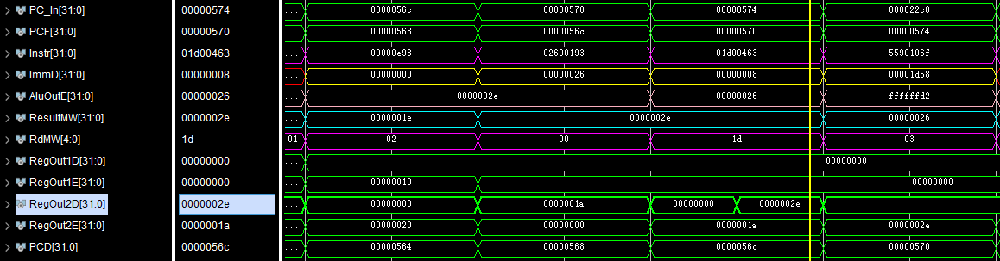 PC_In[31:0] 00000574 0000056c 00000570 00000574 000022c8
PCF[31:0] 00000570 ... 00000568 0000056c 00000570 00000574
Instr[31:0] 01d00463 ... 00000e93 02600193 01d00463 5590106f
ImmD[31:0] 00000008 ... 00000000 00000026 00000008 00001d58
AluOutE[31:0] 00000026 ... 0000002e 00000026 ffffffd2
ResultMW[31:0] 0000002e ... 0000001e 0000002e 00000026
RdMW[4:0] 1d 01 02 00 1d 03
RegOut1D[31:0] 00000000 ... 00000000
RegOut1E[31:0] 00000000 ... 00000010 00000000
RegOut2D[31:0] 0000002e ... 00000000 0000001a 00000000 0000002e
RegOut2E[31:0] 0000001a ... 00000020 00000000 0000001a 0000002e
PCD[31:0] 0000056c ... 00000564 00000568 0000056c 00000570